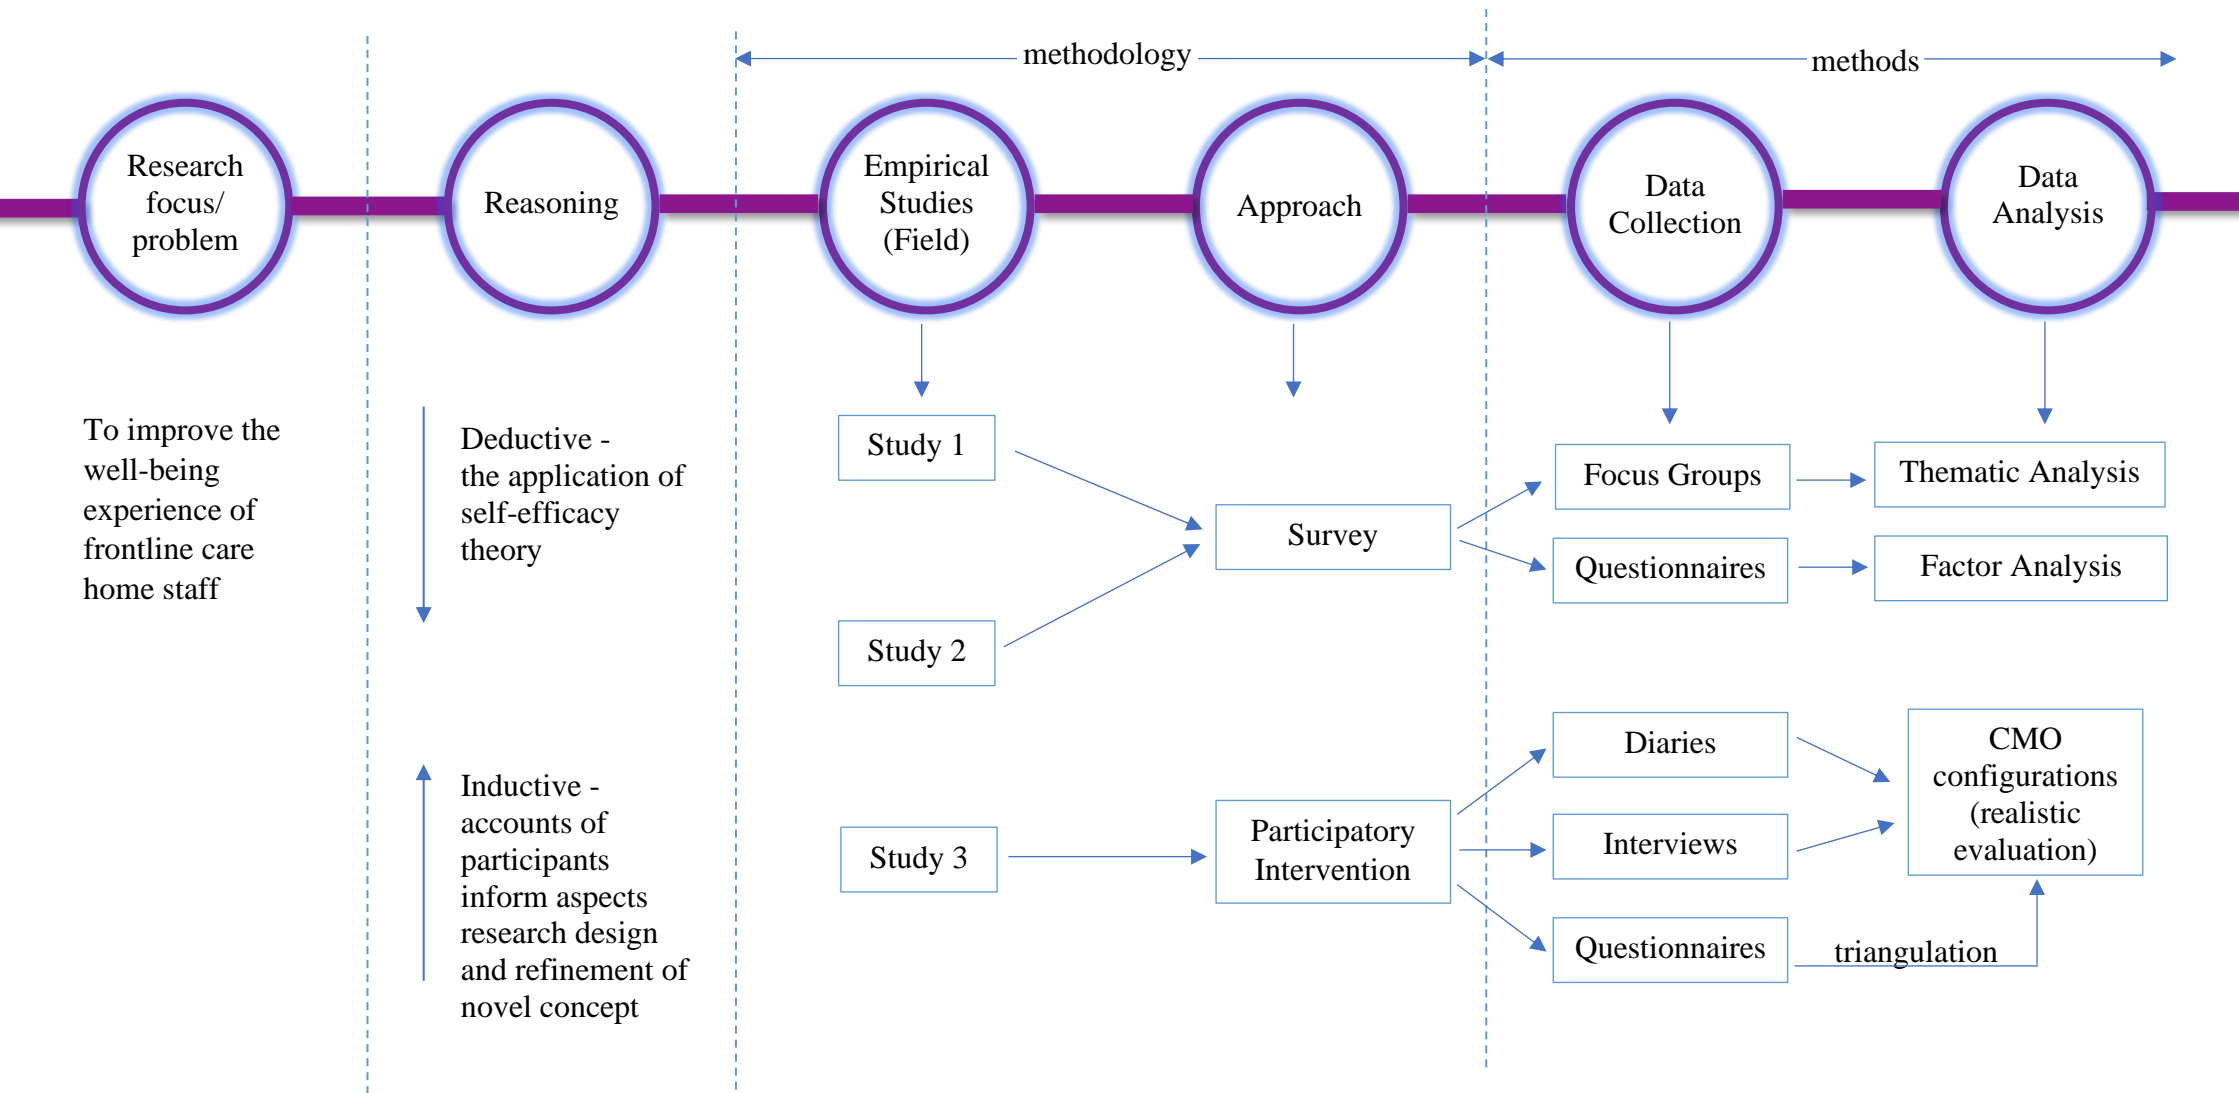 methodology
methods
Research
focus/
problem
Reasoning
Empirical
Studies
(Field)
Approach
Data
Collection
Data
Analysis
To improve the
well-being
experience of
frontline care
home staff
Deductive -
the application of
self-efficacy
theory
Inductive -
accounts of
participants
inform aspects
research design
and refinement of
novel concept
Study 1
Study 2
Study 3
Survey
Participatory
Intervention
Focus Groups
Questionnaires
Diaries
Interviews
Questionnaires
triangulation
Thematic Analysis
Factor Analysis
CMO
configurations
(realistic
evaluation)